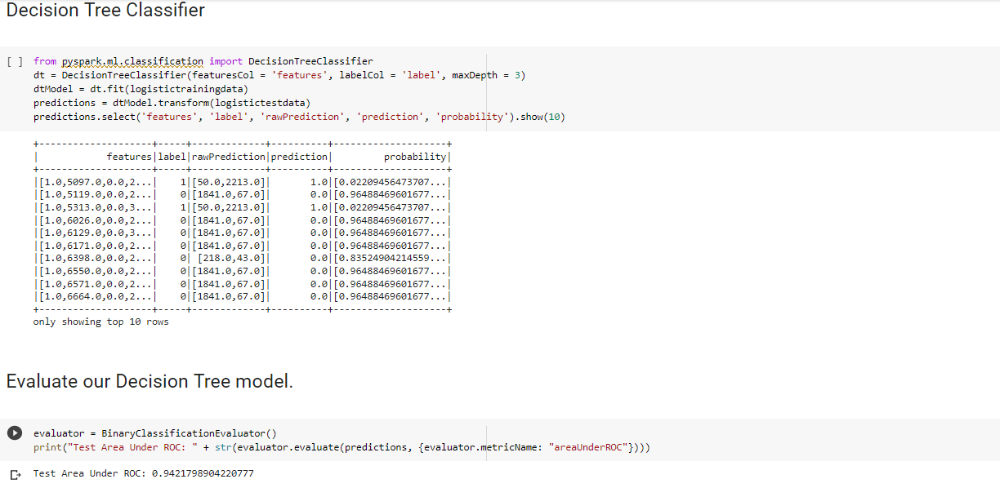 Decision Tree Classifier
[ ] from pyspark.ml.classification import DecisionTreeClassifier
dt = DecisionTreeClassifier(featuresCol = 'features', labelCol = 'label', maxDepth = 3)
dtModel = dt.fit(logistictrainingdata)
predictions = dtModel.transform(logistictestdata)
predictions.select('features', 'label', 'rawPrediction', 'prediction', 'probability').show(10)
+--------------------+-----+-------------+----------+--------------------+
|            features|label|rawPrediction|prediction|         probability|
+--------------------+-----+-------------+----------+--------------------+
|[1.0,5097.0,0.0,2...|    1|[50.0,2213.0]|       1.0|[0.02209456473707...|
|[1.0,5119.0,0.0,2...|    0|[1841.0,67.0]|       0.0|[0.96488469601677...|
|[1.0,5313.0,0.0,3...|    1|[50.0,2213.0]|       1.0|[0.02209456473707...|
|[1.0,6026.0,0.0,2...|    0|[1841.0,67.0]|       0.0|[0.96488469601677...|
|[1.0,6129.0,0.0,3...|    0|[1841.0,67.0]|       0.0|[0.96488469601677...|
|[1.0,6171.0,0.0,2...|    0|[1841.0,67.0]|       0.0|[0.96488469601677...|
|[1.0,6398.0,0.0,2...|    0| [218.0,43.0]|       0.0|[0.83524904214559...|
|[1.0,6550.0,0.0,2...|    0|[1841.0,67.0]|       0.0|[0.96488469601677...|
|[1.0,6571.0,0.0,2...|    0|[1841.0,67.0]|       0.0|[0.96488469601677...|
|[1.0,6664.0,0.0,2...|    0|[1841.0,67.0]|       0.0|[0.96488469601677...|
+--------------------+-----+-------------+----------+--------------------+
only showing top 10 rows
Evaluate our Decision Tree model.
evaluator = BinaryClassificationEvaluator()
print("Test Area Under ROC: " + str(evaluator.evaluate(predictions, {evaluator.metricName: "areaUnderROC"})))
Test Area Under ROC: 0.9421798904220777